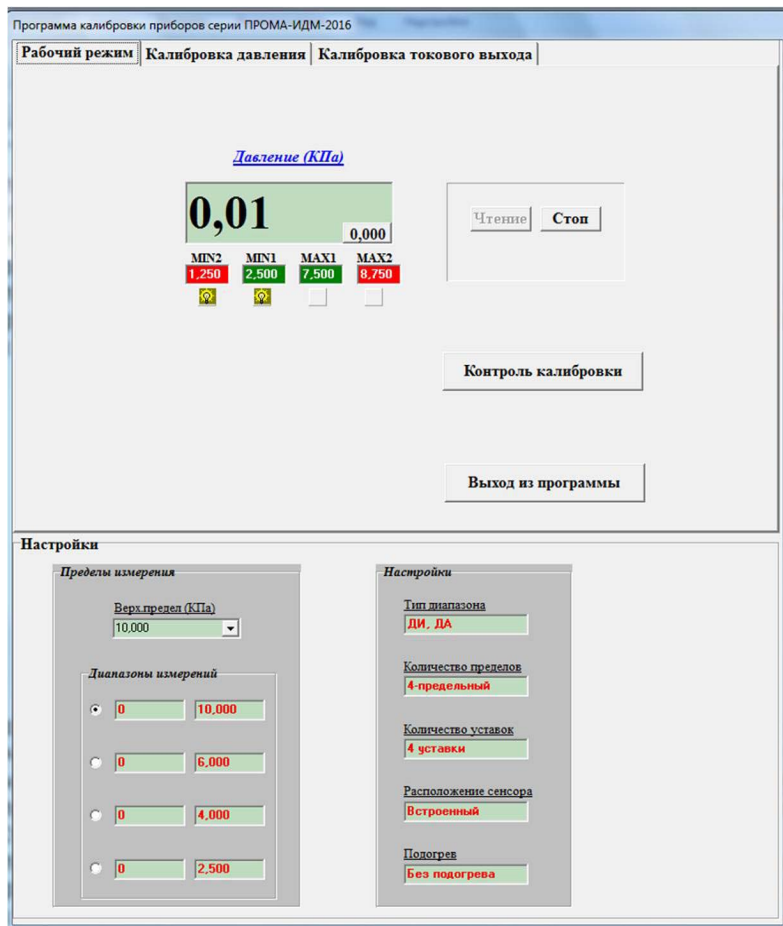 Программа калибровки приборов серии ПРОМА-ИДМ-2016
Рабочий режим Калибровка давления Калибровка токового выхода
Давление (КПа)
0,01
0,000
Чтение Стоп
MIN2 MIN1 MAX1 MAX2
1,250 2,500 7,500 8,750
Контроль калибровки
Выход из программы
Настройки
Пределы измерения
Верх.предел (КПа)
10,000
Диапазоны измерений
0 10,000
0 6,000
0 4,000
0 2,500
Настройки
Тип диапазона
ДИ, ДА
Количество пределов
4-предельный
Количество уставок
4 уставки
Расположение сенсора
Встроенный
Подогрев
Без подогрева